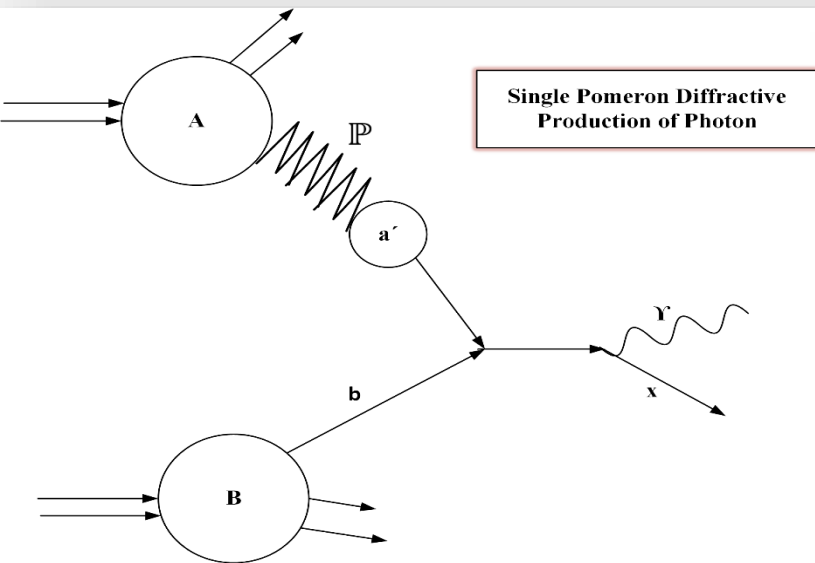 A
ℙ
Single Pomeron Diffractive
Production of Photon
a´
ϒ
b
x
B